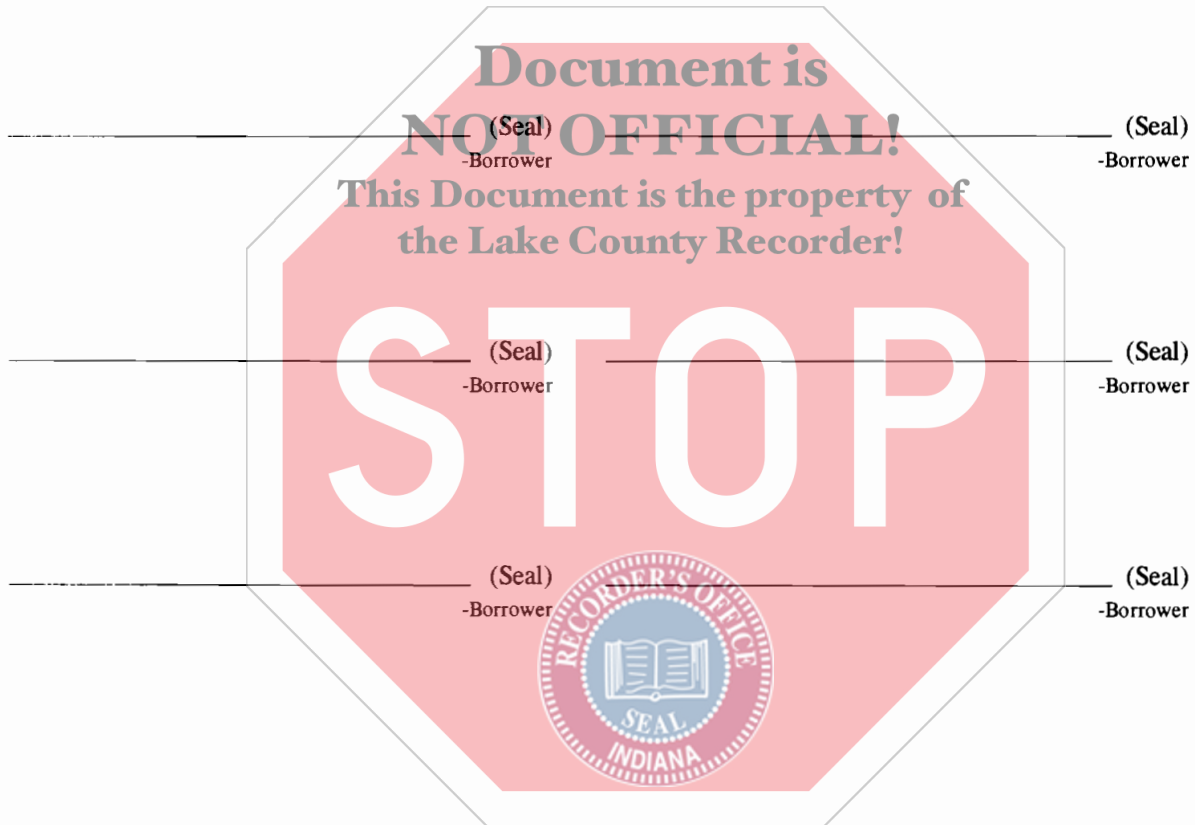 Document is
NOT OFFICIAL!
(Seal) (Seal)
-Borrower -Borrower
This Document is the property of
the Lake County Recorder!
STOP
(Seal) (Seal)
-Borrower -Borrower
(Seal) (Seal)
-Borrower -Borrower
RECORDER'S OFFICE
SEAL
INDIANA